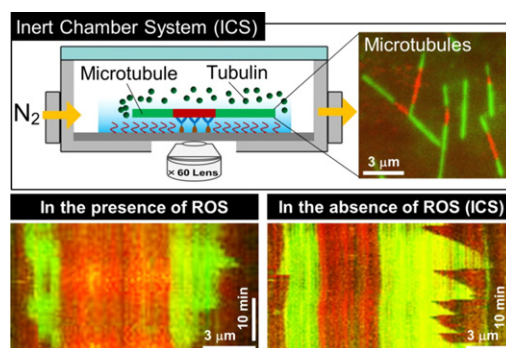 Inert Chamber System (ICS)
Microtubule
Tubulin
N2
× 60 Lens
Microtubules
3 μm
In the presence of ROS
In the absence of ROS (ICS)
3 μm
10 min
3 μm
10 min